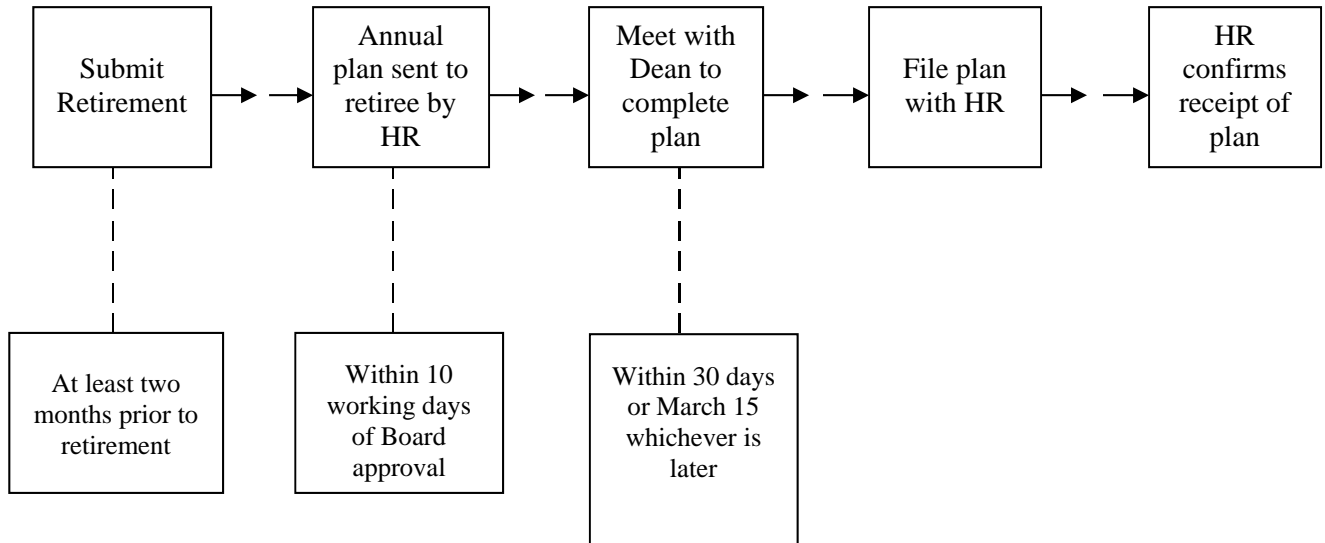 Submit
Retirement
Annual
plan sent to
retiree by
HR
Meet with
Dean to
complete
plan
File plan
with HR
HR
confirms
receipt of
plan
At least two
months prior to
retirement
Within 10
working days
of Board
approval
Within 30 days
or March 15
whichever is
later